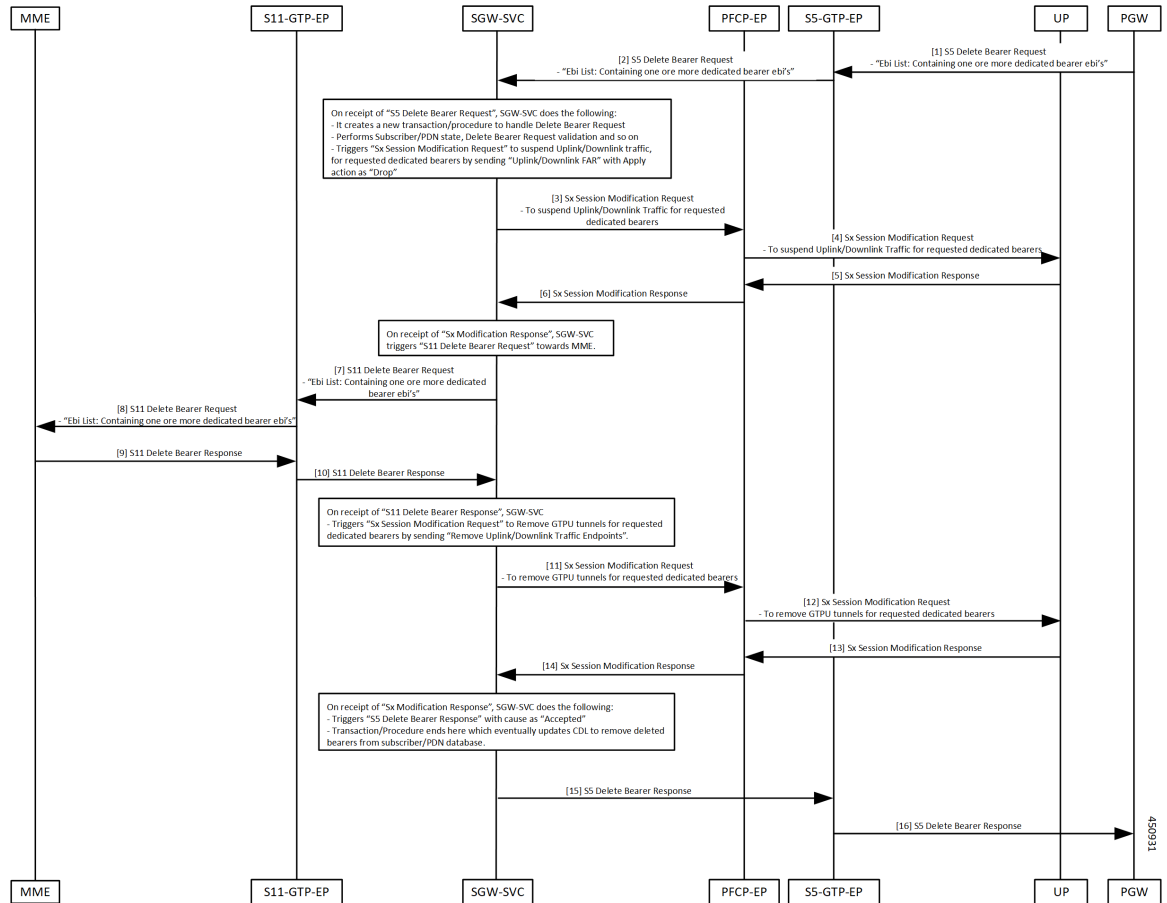 MME S11-GTP-EP SGW-SVC PFCP-EP S5-GTP-EP UP PGW
[1] S5 Delete Bearer Request
- "Ebi List: Containing one ore more dedicated bearer ebi's"
[2] S5 Delete Bearer Request
- "Ebi List: Containing one ore more dedicated bearer ebi's"
On receipt of "S5 Delete Bearer Request", SGW-SVC does the following:
- It creates a new transaction/procedure to handle Delete Bearer Request
- Performs Subscriber/PDN state, Delete Bearer Request validation and so on
- Triggers "Sx Session Modification Request" to suspend Uplink/Downlink traffic,
for requested dedicated bearers by sending "Uplink/Downlink FAR" with Apply
action as "Drop"
[3] Sx Session Modification Request
- To suspend Uplink/Downlink Traffic for requested
dedicated bearers
[4] Sx Session Modification Request
- To suspend Uplink/Downlink Traffic for requested dedicated bearers
[5] Sx Session Modification Response
[6] Sx Session Modification Response
On receipt of "Sx Modification Response", SGW-SVC
triggers "S11 Delete Bearer Request" towards MME.
[7] S11 Delete Bearer Request
- "Ebi List: Containing one ore more dedicated
bearer ebi's"
[8] S11 Delete Bearer Request
- "Ebi List: Containing one ore more dedicated bearer ebi's"
[9] S11 Delete Bearer Response
[10] S11 Delete Bearer Response
On receipt of "S11 Delete Bearer Response", SGW-SVC
- Triggers "Sx Session Modification Request" to Remove GTPU tunnels for requested
dedicated bearers by sending "Remove Uplink/Downlink Traffic Endpoints".
[11] Sx Session Modification Request
- To remove GTPU tunnels for requested dedicated bearers
[12] Sx Session Modification Request
- To remove GTPU tunnels for requested dedicated bearers
[13] Sx Session Modification Response
[14] Sx Session Modification Response
On receipt of "Sx Modification Response", SGW-SVC does the following:
- Triggers "S5 Delete Bearer Response" with cause as "Accepted"
- Transaction/Procedure ends here which eventually updates CDL to remove deleted
bearers from subscriber/PDN database.
[15] S5 Delete Bearer Response
[16] S5 Delete Bearer Response
450931
MME S11-GTP-EP SGW-SVC PFCP-EP S5-GTP-EP UP PGW